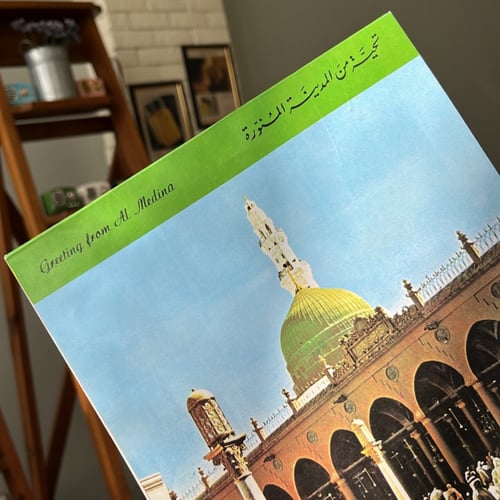 Greeting from Al Medina
تحية من المدينة المنورة